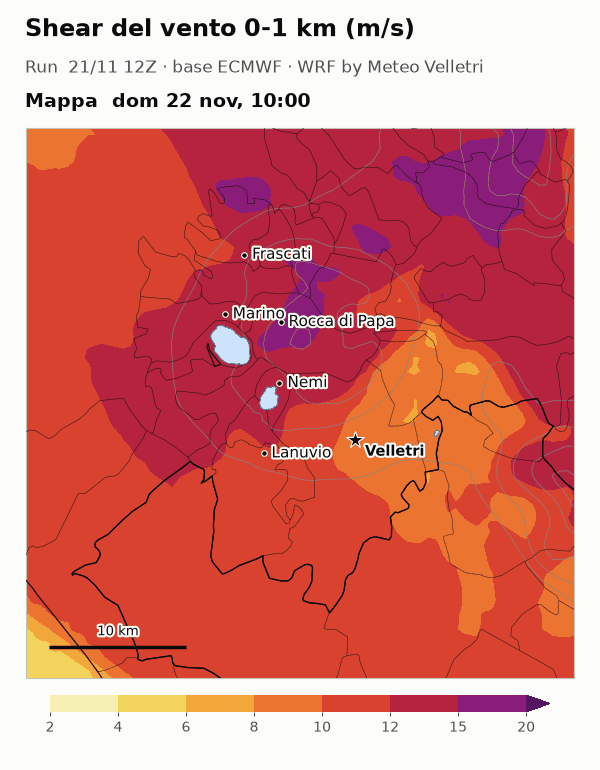 Shear del vento 0-1 km (m/s)
Run 21/11 12Z · base ECMWF · WRF by Meteo Velletri
Mappa dom 22 nov, 10:00
Frascati
Marino
Rocca di Papa
Nemi
Velletri
Lanuvio
10 km
2 4 6 8 10 12 15 20